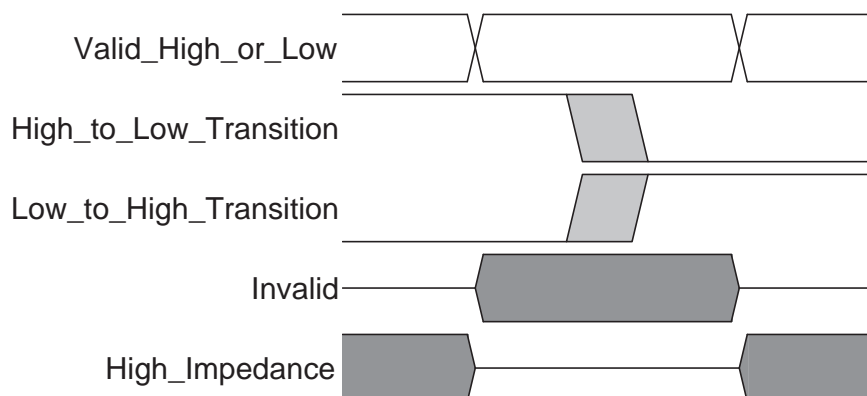 Valid_High_or_Low
High_to_Low_Transition
Low_to_High_Transition
Invalid
High_Impedance